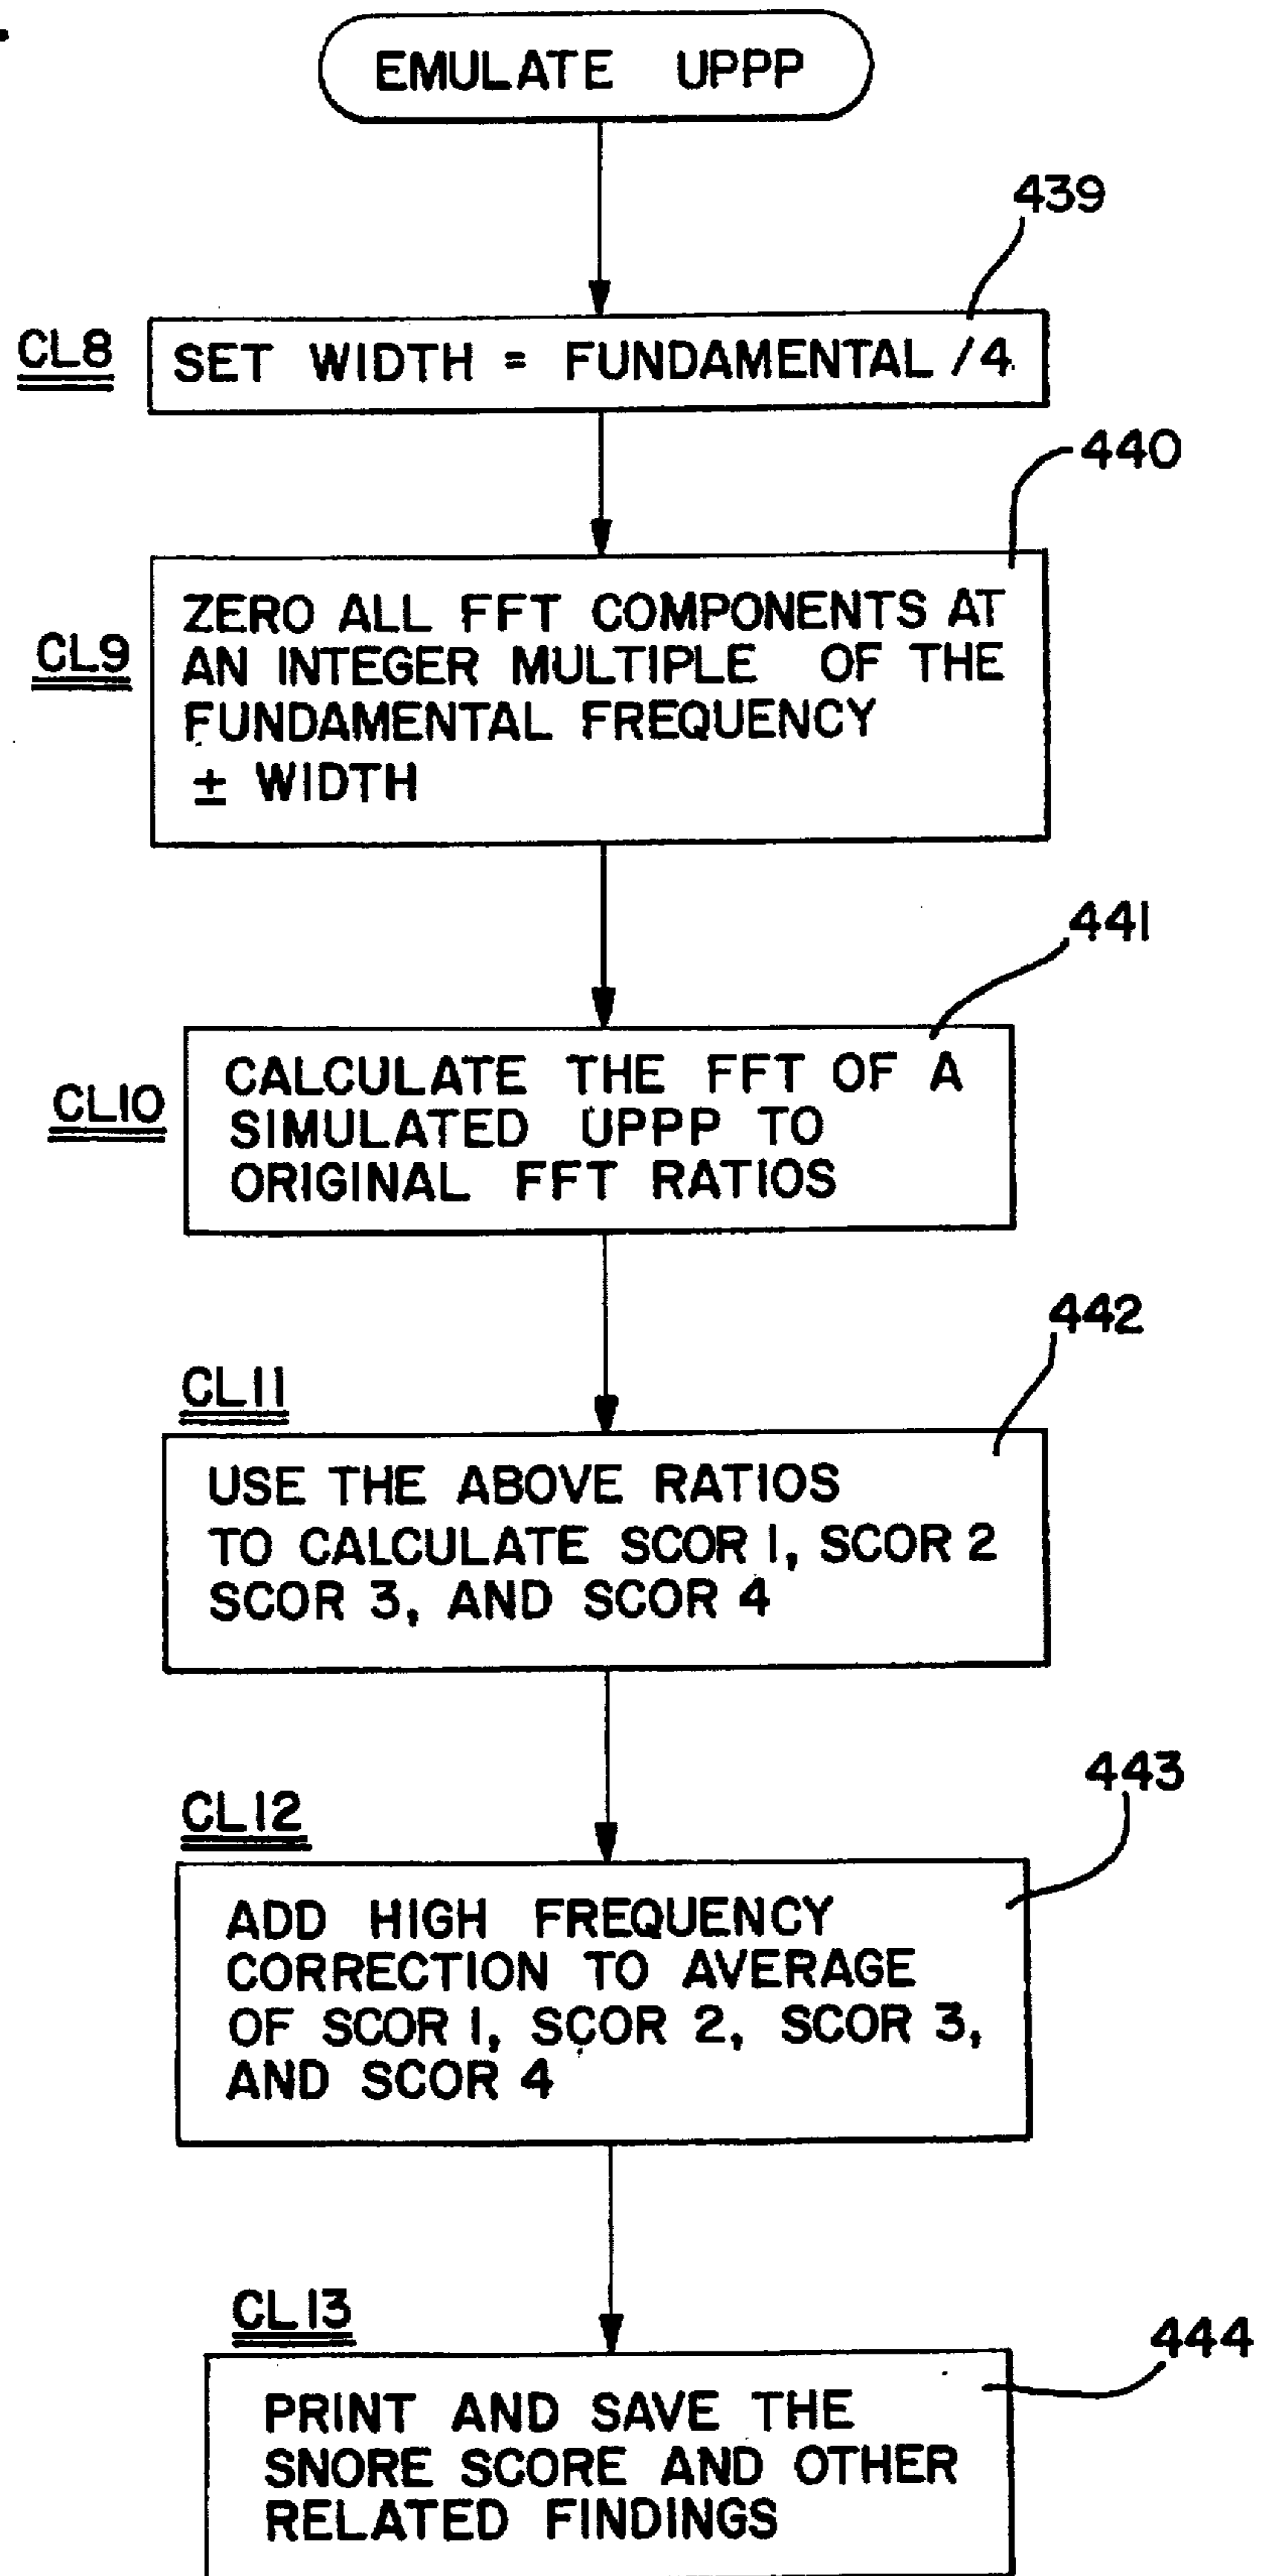 EMULATE UPPP
439
CL8
SET WIDTH = FUNDAMENTAL /4
440
CL9
ZERO ALL FFT COMPONENTS AT
AN INTEGER MULTIPLE OF THE
FUNDAMENTAL FREQUENCY
± WIDTH
441
CL10
CALCULATE THE FFT OF A
SIMULATED UPPP TO
ORIGINAL FFT RATIOS
442
CL11
USE THE ABOVE RATIOS
TO CALCULATE SCOR 1, SCOR 2
SCOR 3, AND SCOR 4
443
CL12
ADD HIGH FREQUENCY
CORRECTION TO AVERAGE
OF SCOR 1, SCOR 2, SCOR 3,
AND SCOR 4
CL13
444
PRINT AND SAVE THE
SNORE SCORE AND OTHER
RELATED FINDINGS